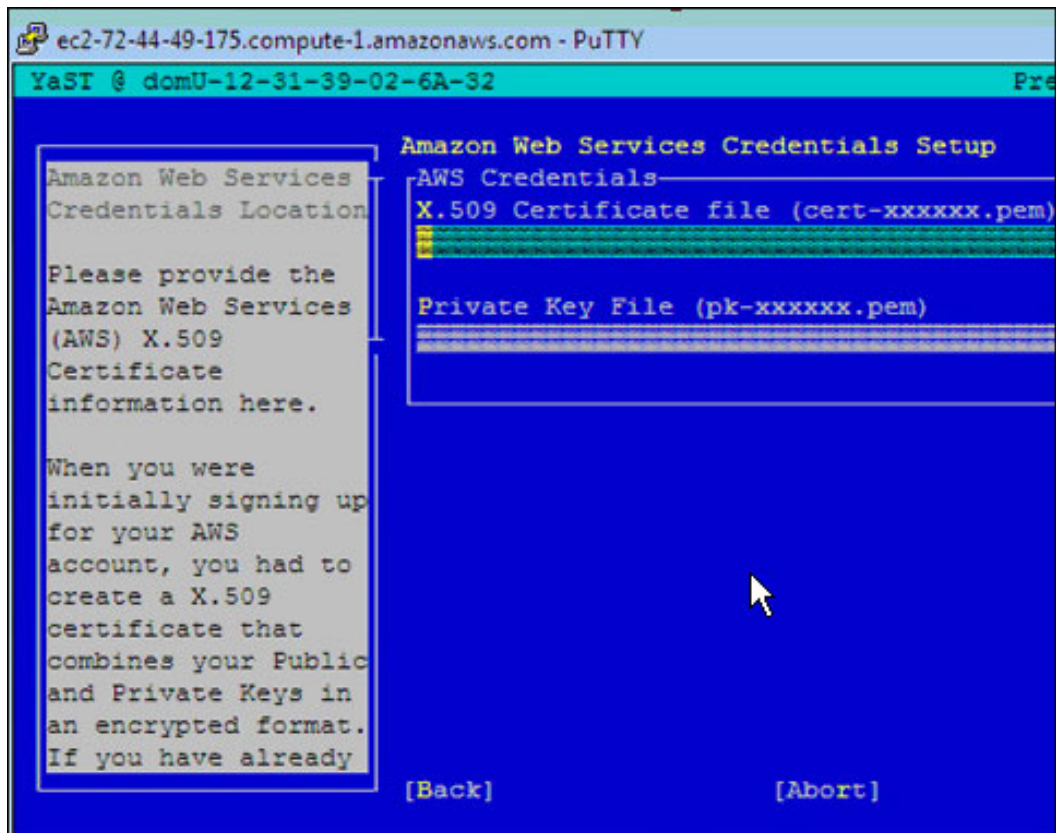 ec2-72-44-49-175.compute-1.amazonaws.com - PuTTY
YaST @ domU-12-31-39-02-6A-32 Pre
Amazon Web Services Credentials Setup
Amazon Web Services
Credentials Location
Please provide the
Amazon Web Services
(AWS) X.509
Certificate
information here.
When you were
initially signing up
for your AWS
account, you had to
create a X.509
certificate that
combines your Public
and Private Keys in
an encrypted format.
If you have already
AWS Credentials
X.509 Certificate file (cert-xxxxxx.pem)
Private Key File (pk-xxxxxx.pem)
[Back] [Abort]